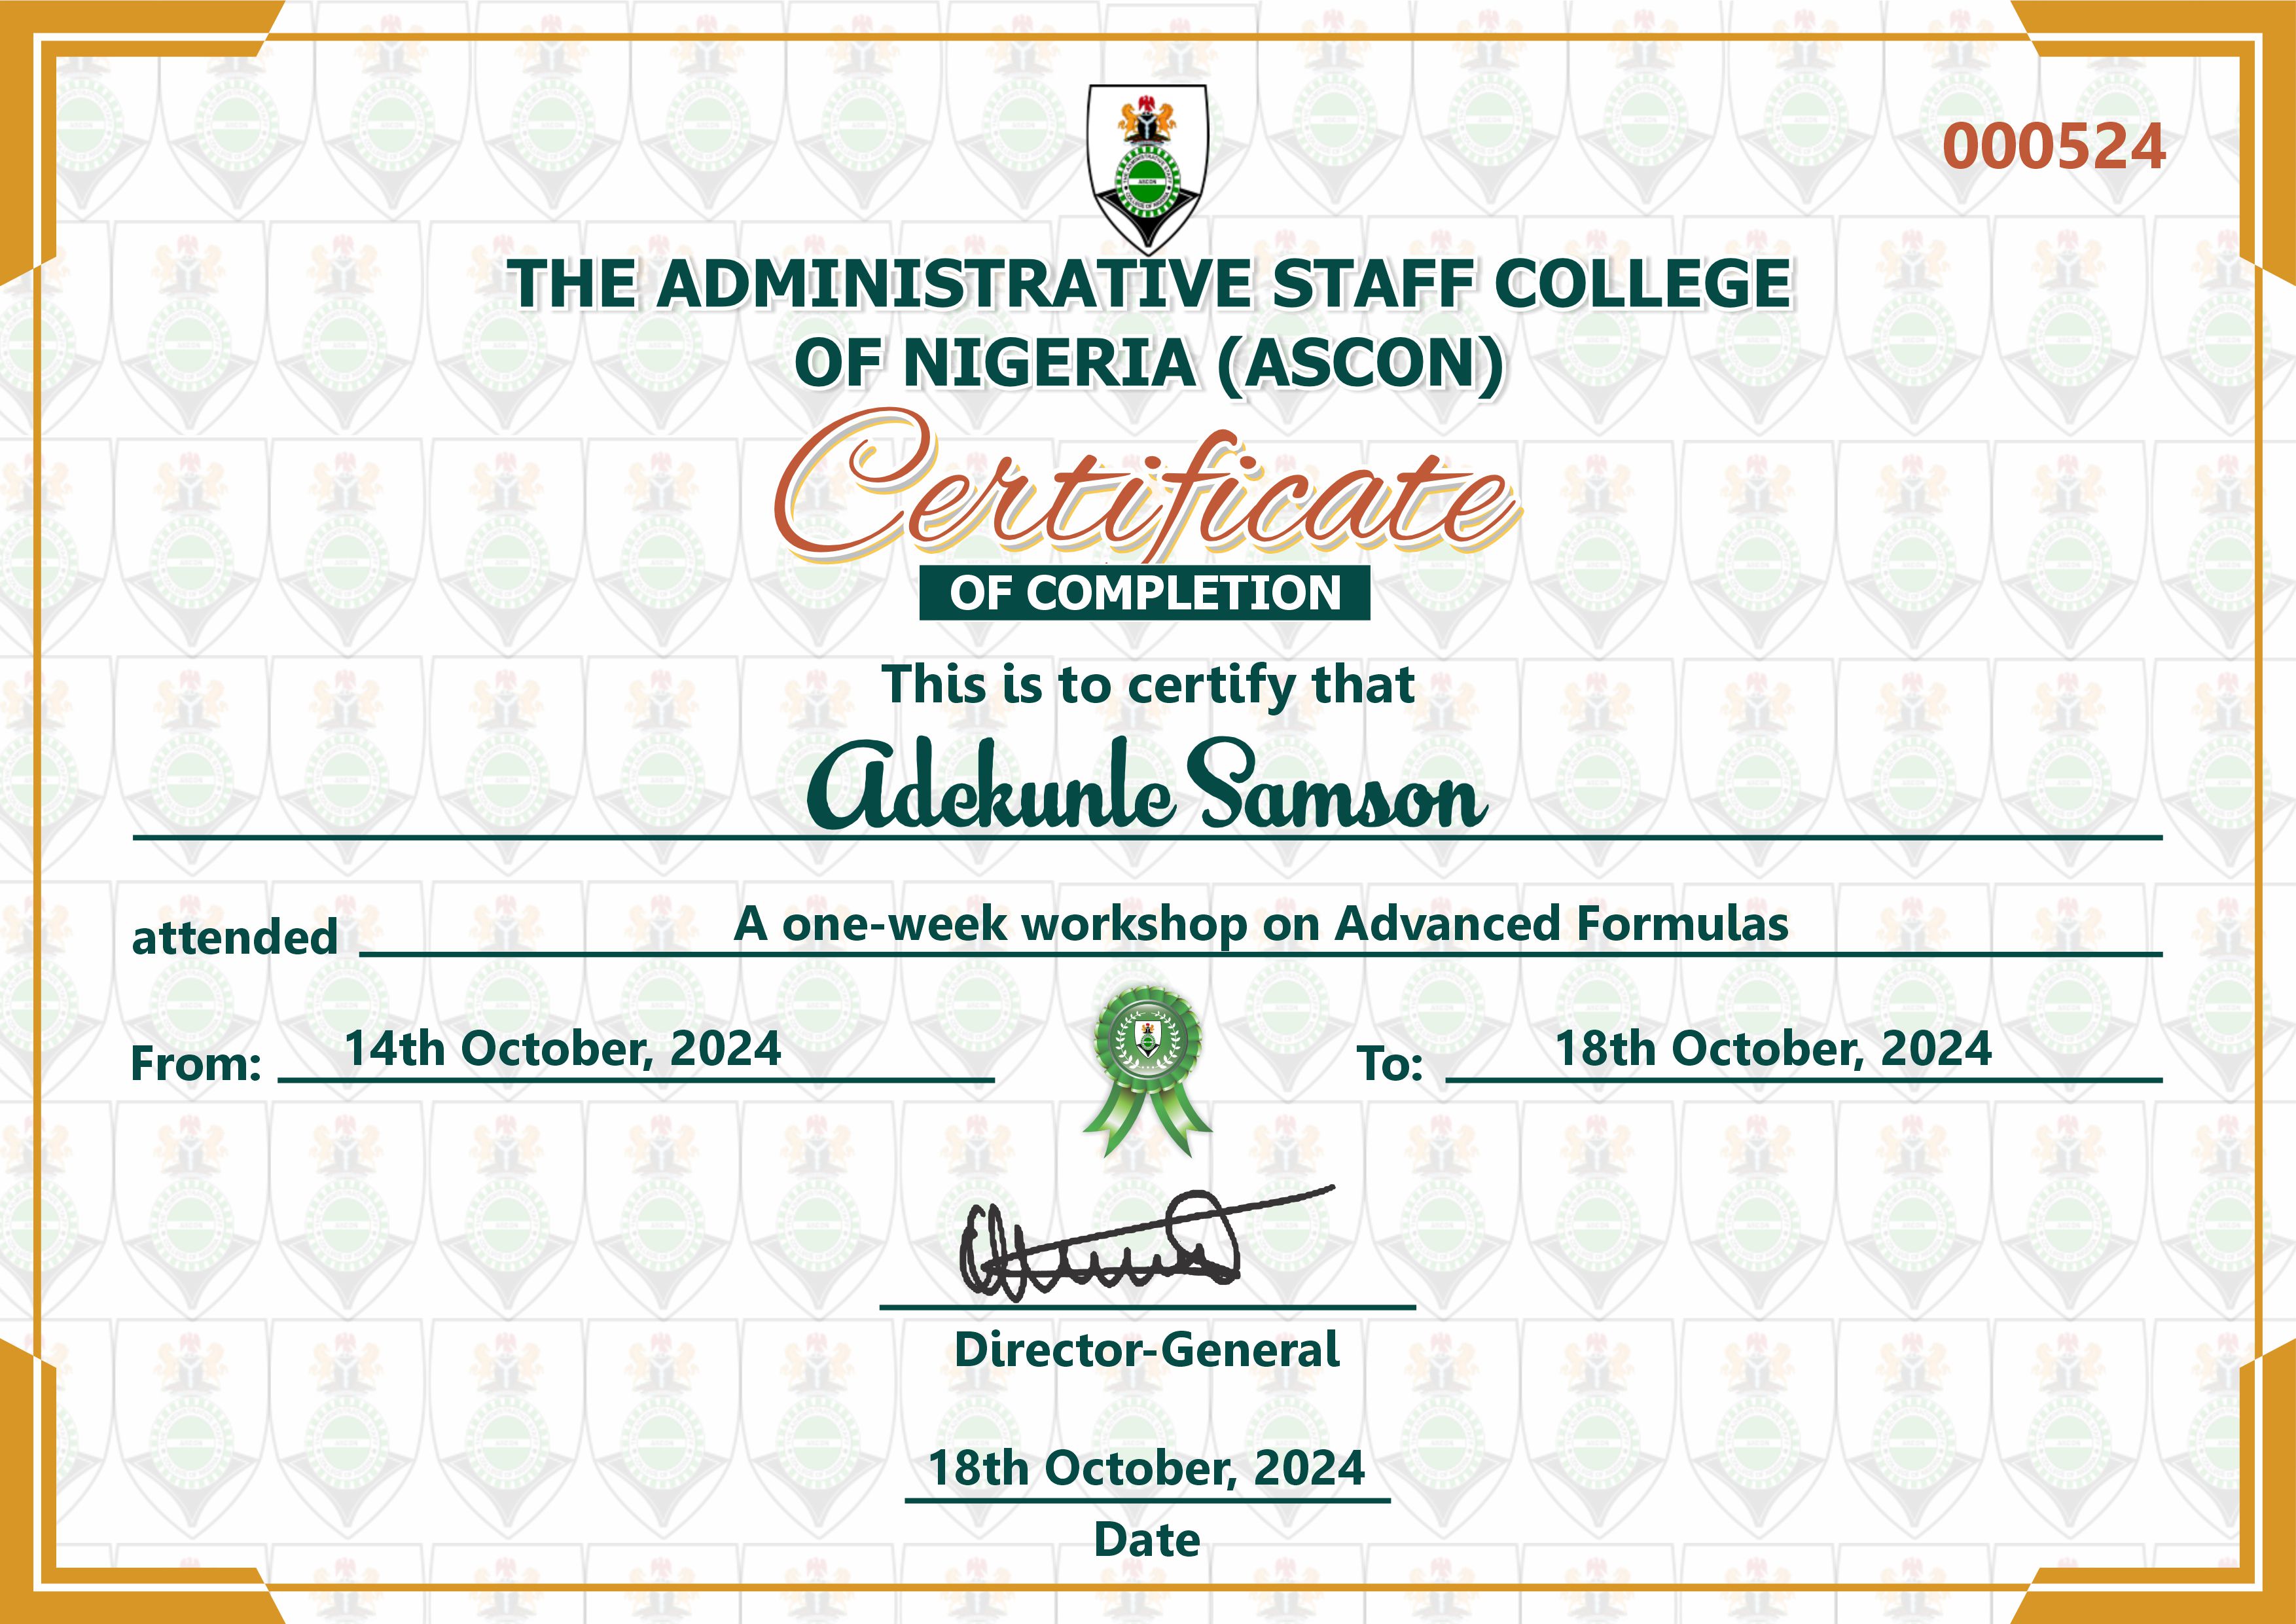 000524
THE ADMINISTRATIVE STAFF COLLEGE
OF NIGERIA (ASCON)
Certificate
OF COMPLETION
This is to certify that
Adekunle Samson
attended A one-week workshop on Advanced Formulas
From: 14th October, 2024 To: 18th October, 2024
Director-General
18th October, 2024
Date